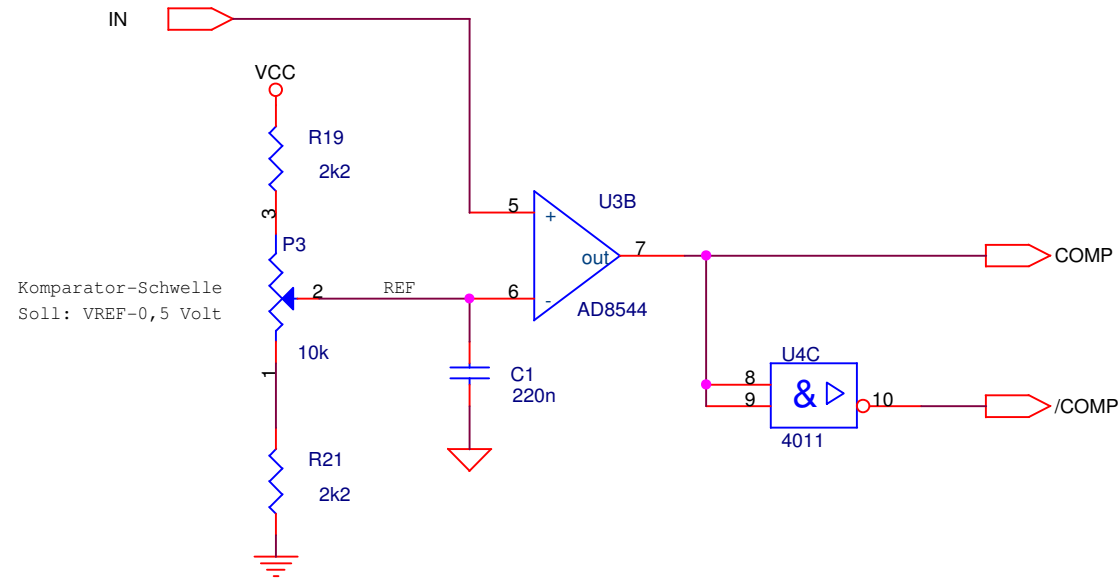 IN
VCC
R19
2k2
3
P3
Komparator-Schwelle
Soll: VREF-0,5 Volt
2
REF
10k
1
R21
2k2
C1
220n
5
+
6
-
U3B
out
7
AD8544
COMP
U4C
8
9
&
10
4011
/COMP